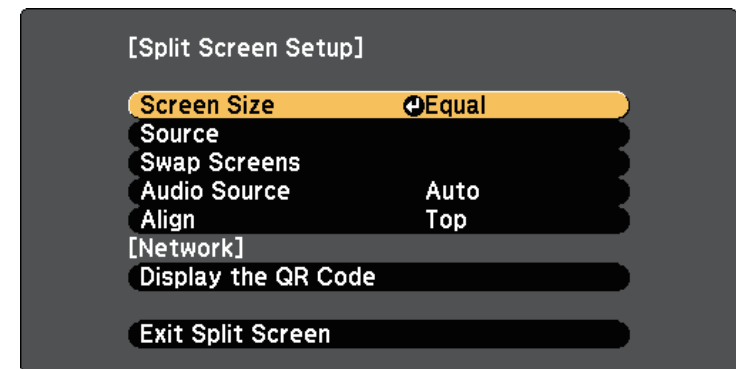 [Split Screen Setup]
Screen Size Equal
Source
Swap Screens
Audio Source Auto
Align Top
[Network]
Display the QR Code
Exit Split Screen